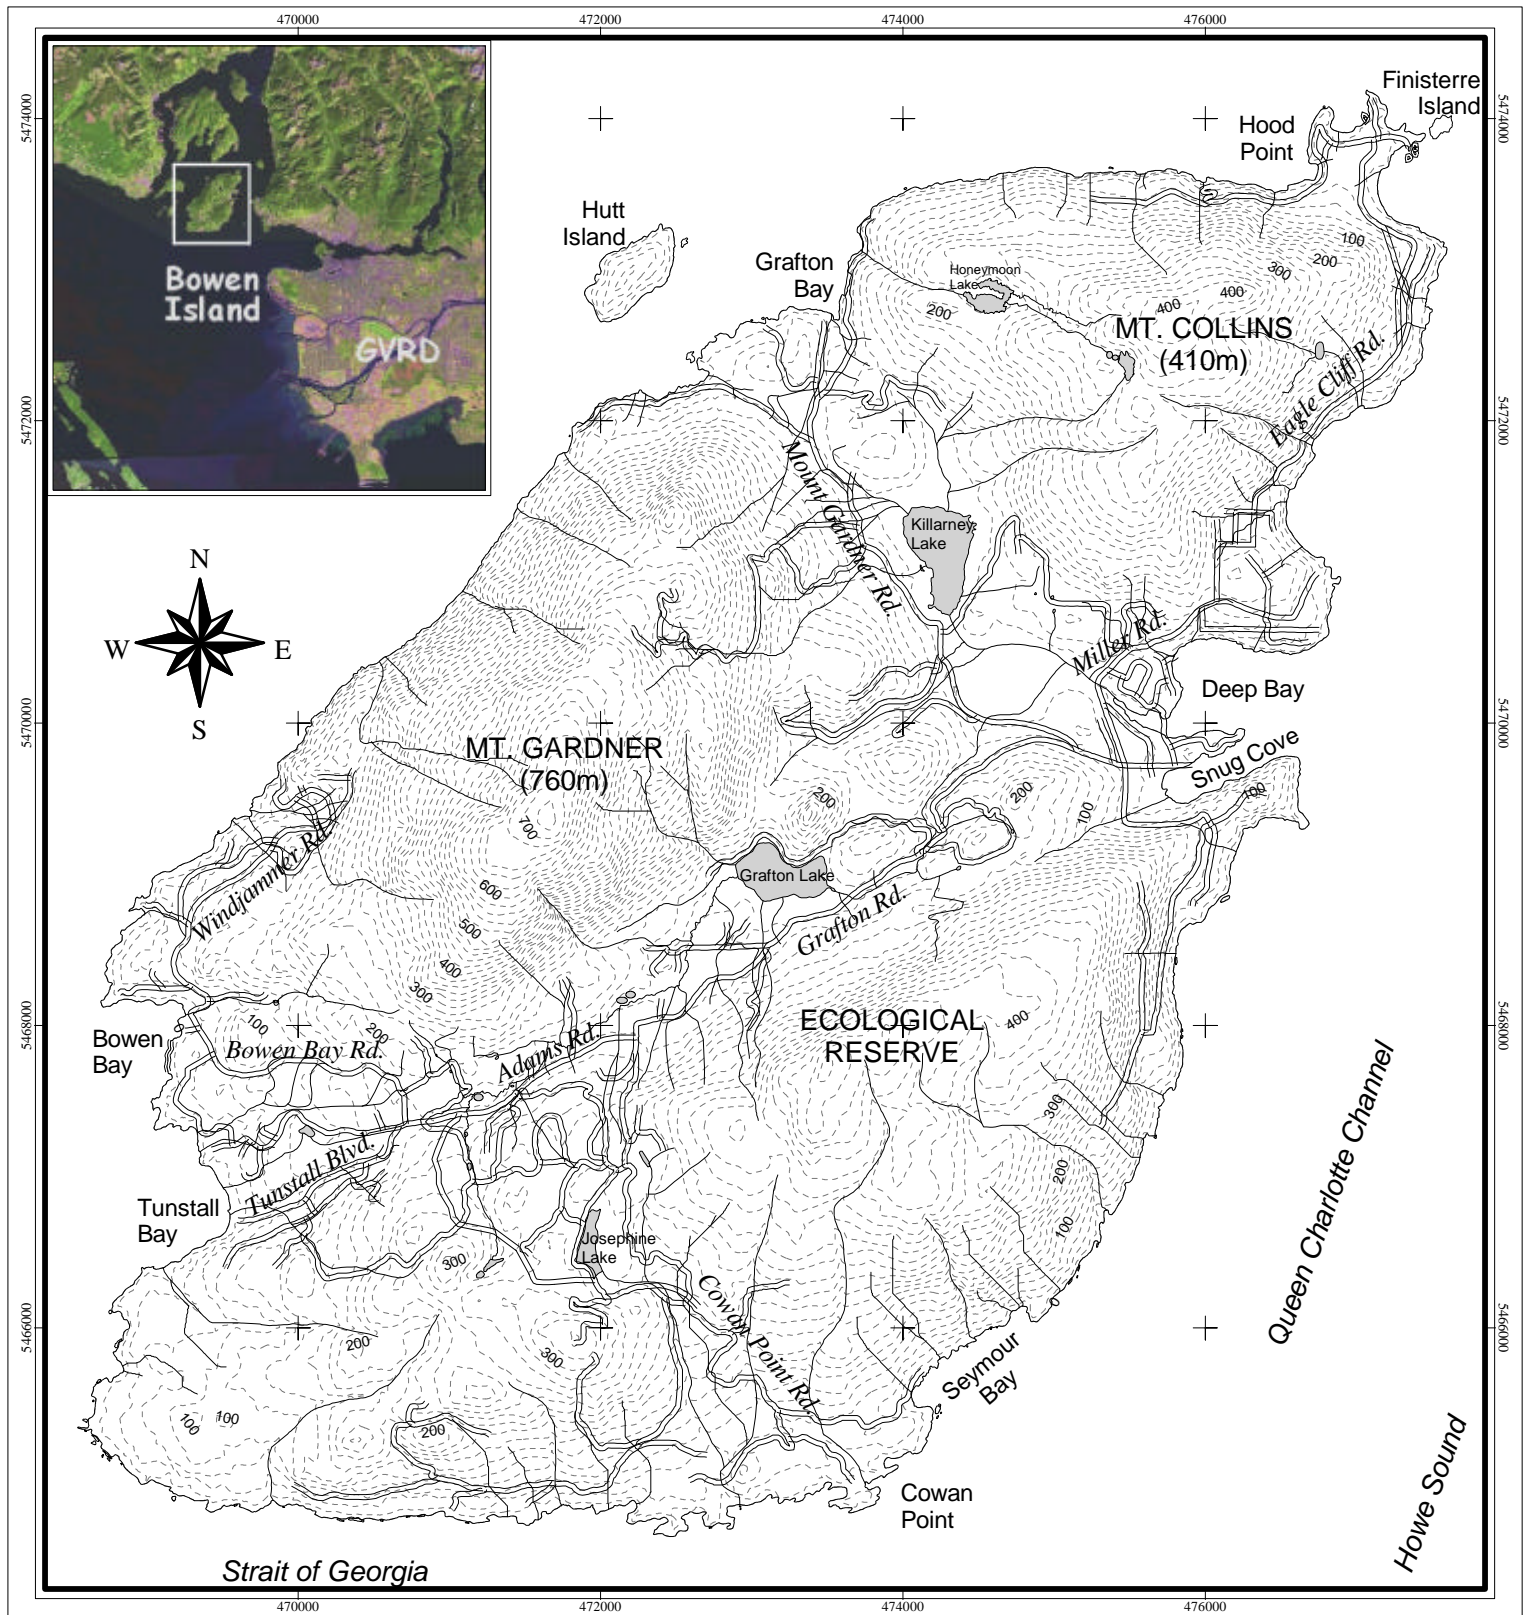 470000
472000
474000
476000
Finisterre
Island
5474000
5474000
Hood
Point
Hutt
Island
Grafton
Bay
100
200
300
Honeymoon
Lake
400
400
200
Bowen
Island
MT. COLLINS
(410m)
GVRD
Eagle Cliff Rd.
5472000
5472000
Mount Gardner Rd.
Killarney
Lake
N
W
E
S
Miller Rd.
Deep Bay
5470000
5470000
MT. GARDNER
(760m)
Snug Cove
200
200
100
100
700
Windjammer Rd.
Grafton Lake
600
Grafton Rd.
500
400
300
5468000
5468000
ECOLOGICAL
RESERVE
400
100
200
Bowen
Bay
Bowen Bay Rd.
Adams Rd.
300
Tunstall Blvd.
200
Tunstall
Bay
100
Josephine
Lake
300
Queen Charlotte Channel
5466000
5466000
Cowan Point Rd.
200
300
Seymour
Bay
100
100
200
Cowan
Point
Howe Sound
Strait of Georgia
470000
472000
474000
476000